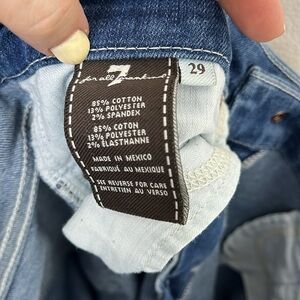 7
for all mankind
29
85% COTTON
13% POLYESTER
2% SPANDEX
85% COTON
13% POLYESTER
2% ELASTHANNE
MADE IN MEXICO
FABRIQUÉ AU MEXIQUE
SEE REVERSE FOR CARE
ENTRETIEN AU VERSO